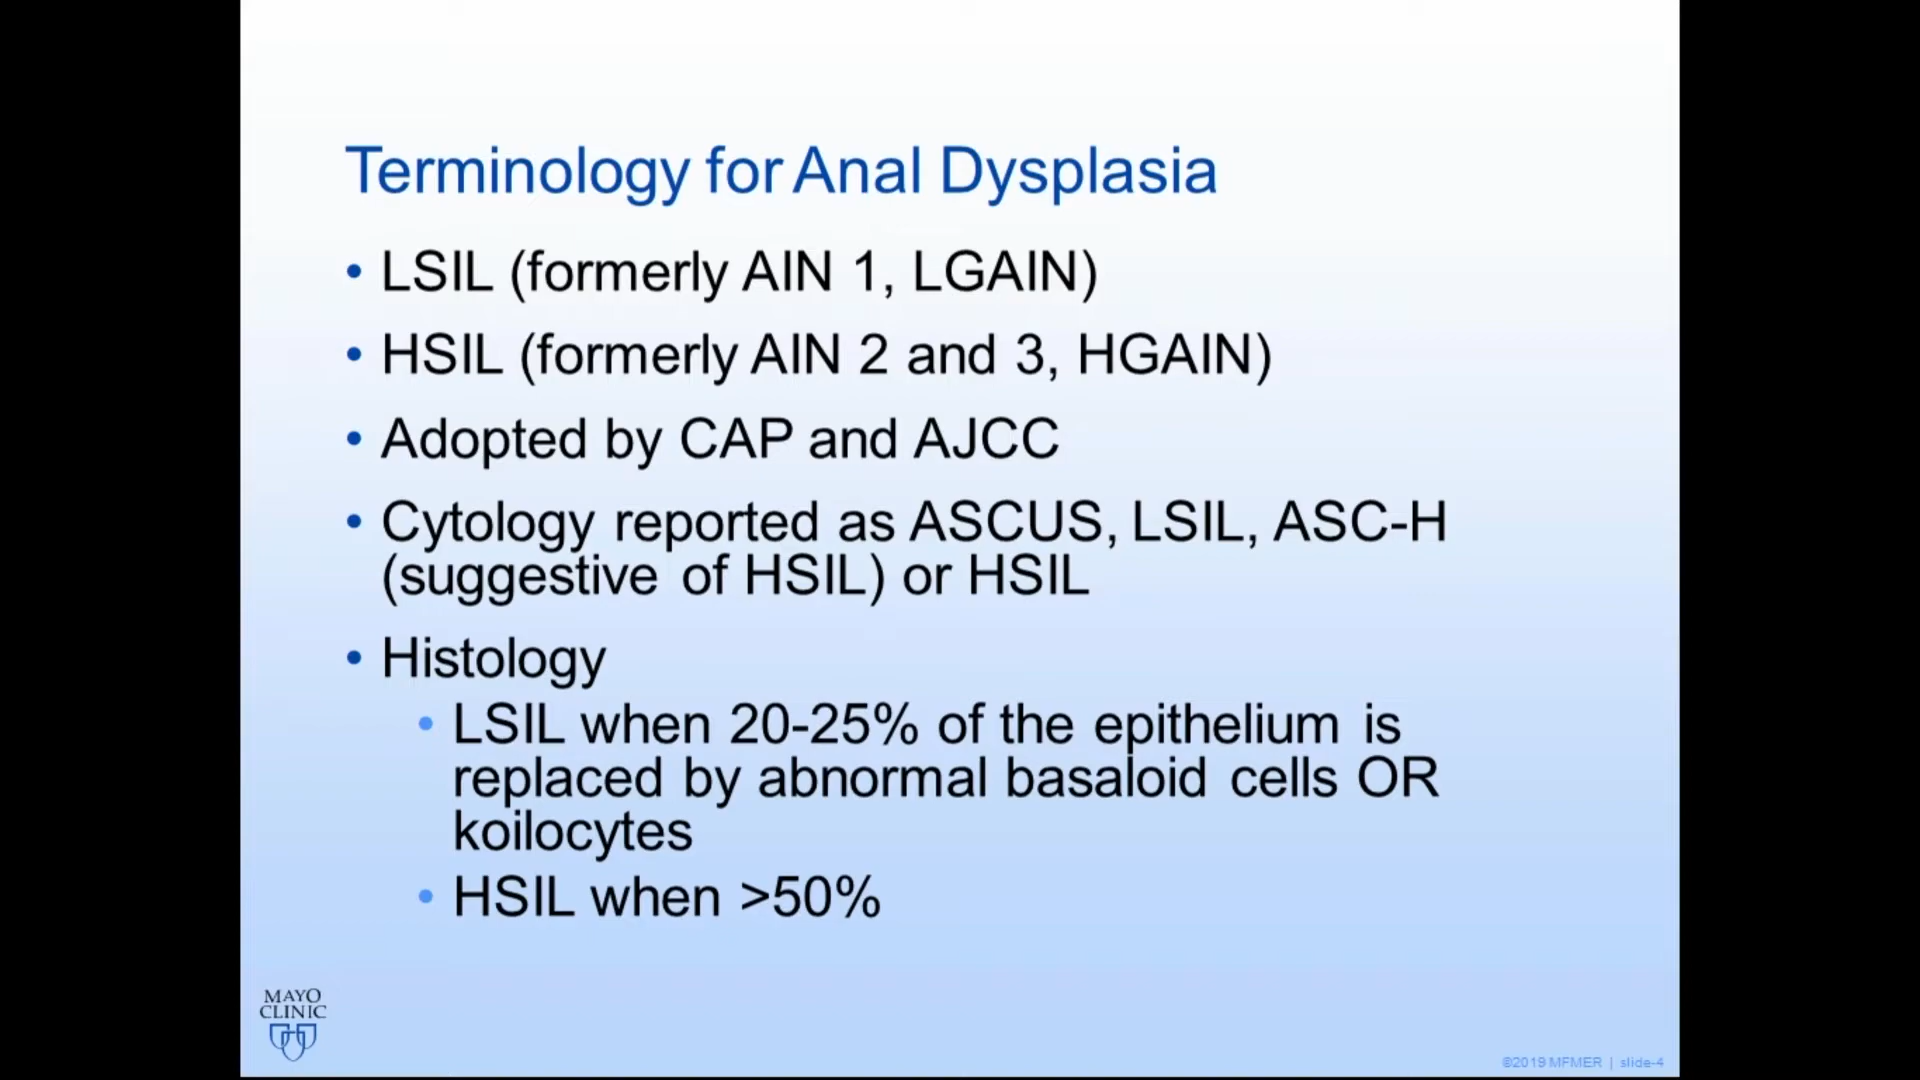 Terminology for Anal Dysplasia
• LSIL (formerly AIN 1, LGAIN)
• HSIL (formerly AIN 2 and 3, HGAIN)
• Adopted by CAP and AJCC
• Cytology reported as ASCUS, LSIL, ASC-H
(suggestive of HSIL) or HSIL
• Histology
• LSIL when 20-25% of the epithelium is
replaced by abnormal basaloid cells OR
koilocytes
• HSIL when >50%
MAYO
CLINIC
©2019 MFMER | slide-4